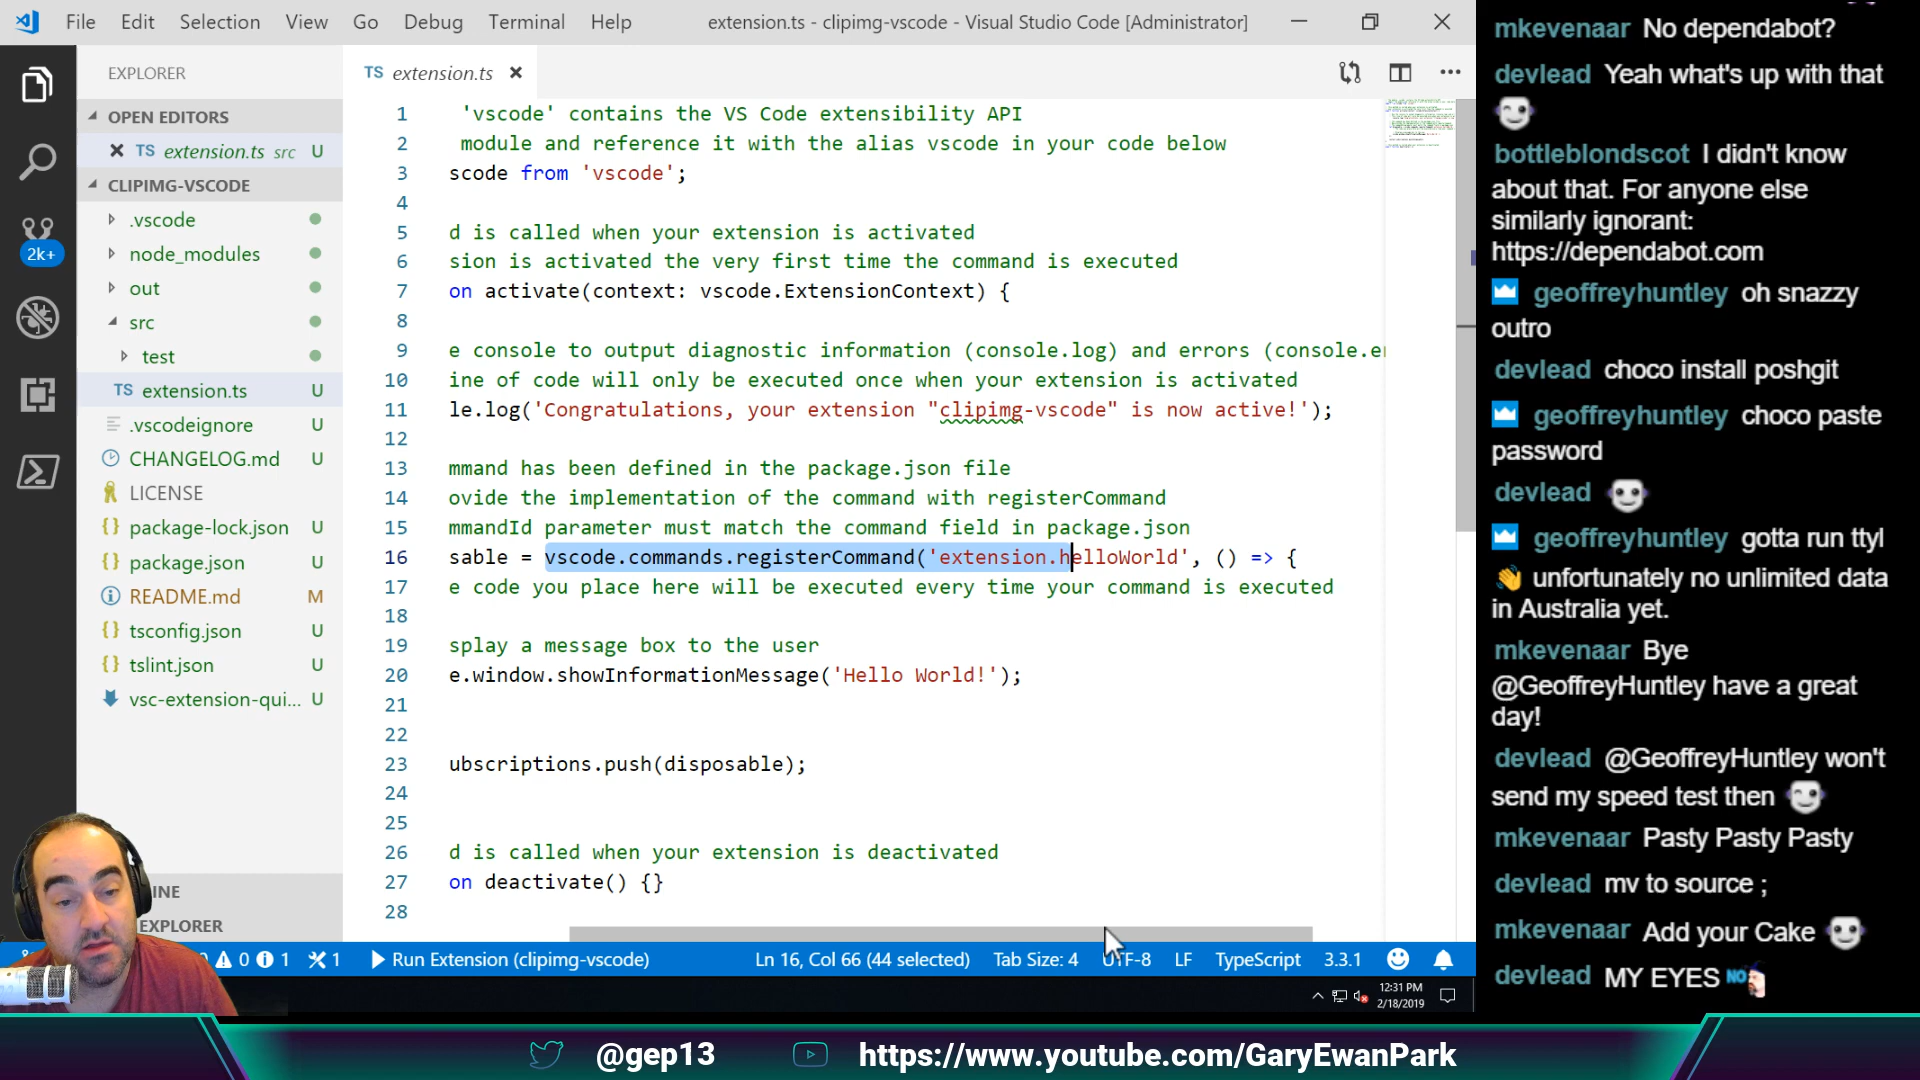 File Edit Selection View Go Debug Terminal Help
extension.ts - clipimg-vscode - Visual Studio Code [Administrator]
EXPLORER
OPEN EDITORS
TS extension.ts src U
CLIPIMG-VSCODE
.vscode
node_modules
2k+
out
src
test
TS extension.ts U
.vscodeignore U
CHANGELOG.md U
LICENSE
{} package-lock.json U
{} package.json U
README.md M
{} tsconfig.json U
{} tslint.json U
vsc-extension-qui... U
INE
EXPLORER
TS extension.ts
1 'vscode' contains the VS Code extensibility API
2 module and reference it with the alias vscode in your code below
3 scode from 'vscode';
4
5 d is called when your extension is activated
6 sion is activated the very first time the command is executed
7 on activate(context: vscode.ExtensionContext) {
8
9 e console to output diagnostic information (console.log) and errors (console.er
10 ine of code will only be executed once when your extension is activated
11 le.log('Congratulations, your extension "clipimg-vscode" is now active!');
12
13 mmand has been defined in the package.json file
14 ovide the implementation of the command with registerCommand
15 mmandId parameter must match the command field in package.json
16 sable = vscode.commands.registerCommand('extension.helloWorld', () => {
17 e code you place here will be executed every time your command is executed
18
19 splay a message box to the user
20 e.window.showInformationMessage('Hello World!');
21
22
23 ubscriptions.push(disposable);
24
25
26 d is called when your extension is deactivated
27 on deactivate() {}
28
0 1 1 Run Extension (clipimg-vscode) Ln 16, Col 66 (44 selected) Tab Size: 4 UTF-8 LF TypeScript 3.3.1
12:31 PM
2/18/2019
mkevenaar No dependabot?
devlead Yeah what's up with that
bottleblondscot I didn't know
about that. For anyone else
similarly ignorant:
https://dependabot.com
geoffreyhuntley oh snazzy
outro
devlead choco install poshgit
geoffreyhuntley choco paste
password
devlead
geoffreyhuntley gotta run ttyl
unfortunately no unlimited data
in Australia yet.
mkevenaar Bye
@GeoffreyHuntley have a great
day!
devlead @GeoffreyHuntley won't
send my speed test then
mkevenaar Pasty Pasty Pasty
devlead mv to source ;
mkevenaar Add your Cake
devlead MY EYES NO
@gep13 https://www.youtube.com/GaryEwanPark